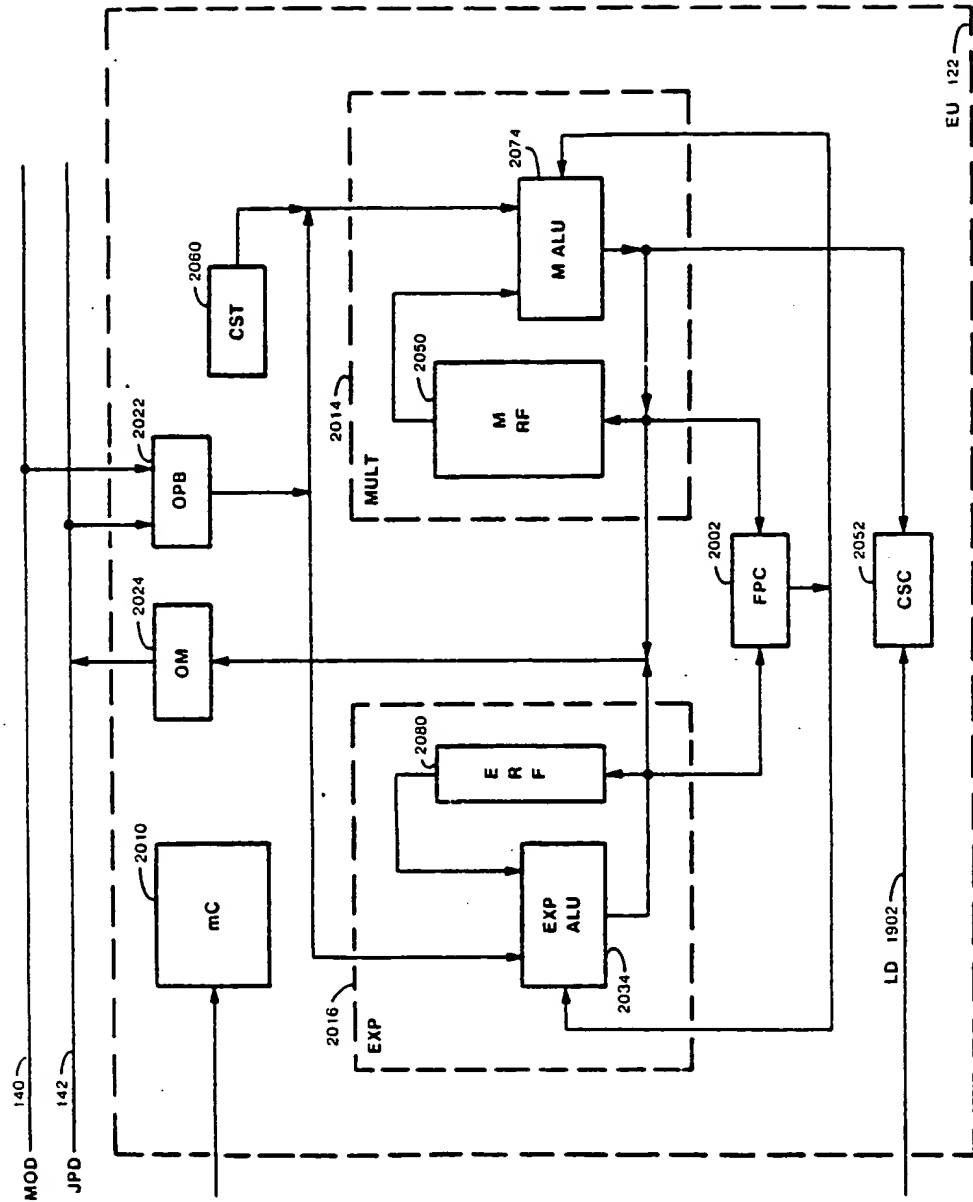 MOD
140
JPD
142
mC
2010
OM
2024
OPB
2022
CST
2060
2016
EXP
EXP
ALU
2034
E
R
F
2080
MULT
2014
M
RF
2050
M ALU
2074
FPC
2002
LD 1902
CSC
2052
EU 122